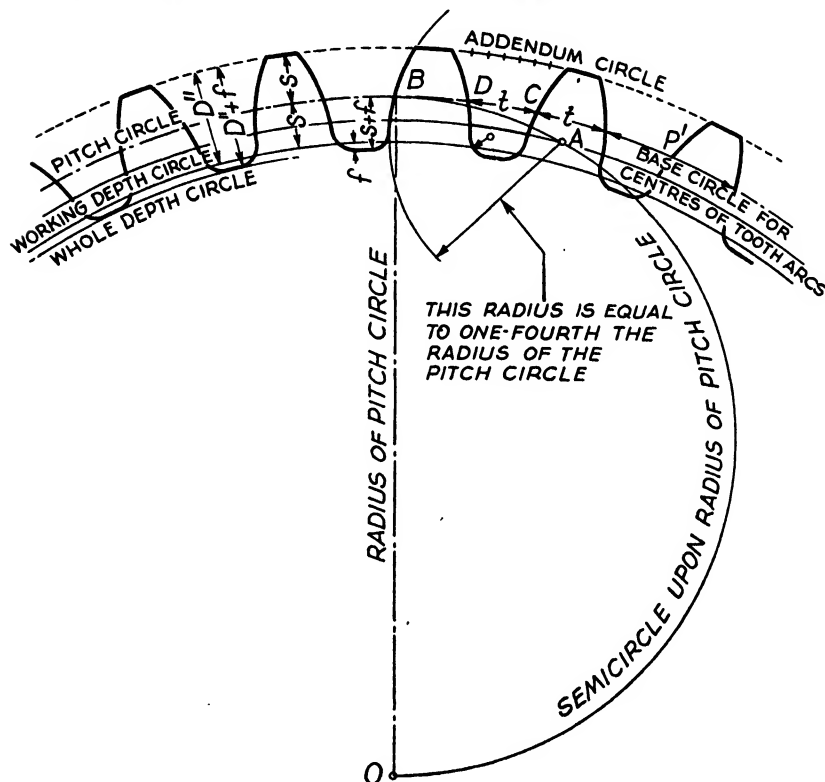 ADDENDUM CIRCLE
B
D
t
C
t
A
P'
S
S
S+f
f
D"
D"+f
PITCH CIRCLE
WORKING DEPTH CIRCLE
WHOLE DEPTH CIRCLE
BASE CIRCLE FOR
CENTRES OF TOOTH ARCS
THIS RADIUS IS EQUAL
TO ONE-FOURTH THE
RADIUS OF THE
PITCH CIRCLE
RADIUS OF PITCH CIRCLE
SEMICIRCLE UPON RADIUS OF PITCH CIRCLE
O